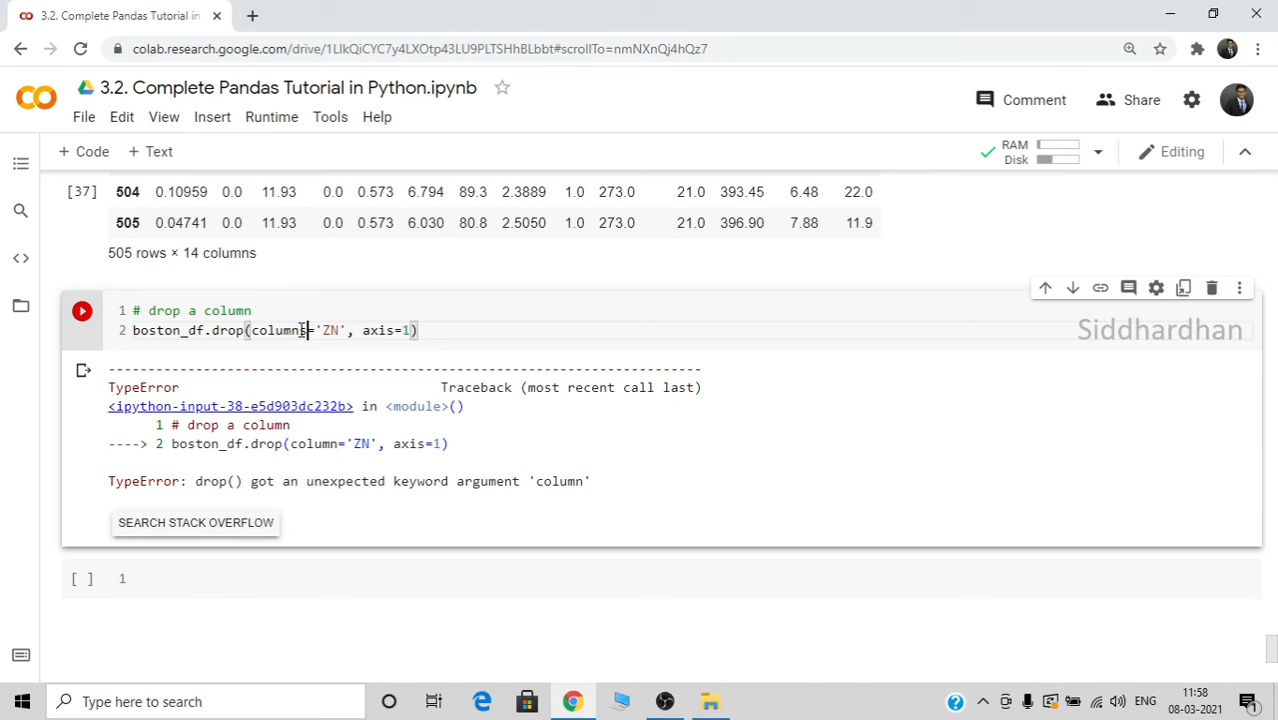 3.2. Complete Pandas Tutorial in
colab.research.google.com/drive/1LIkQiCYC7y4LXOtp43LU9PLTSHhBLbbt#scrollTo=nmNXnQj4hQz7
3.2. Complete Pandas Tutorial in Python.ipynb
Comment Share
File Edit View Insert Runtime Tools Help
+ Code + Text
RAM
Disk
Editing
[37]
504 0.10959 0.0 11.93 0.0 0.573 6.794 89.3 2.3889 1.0 273.0 21.0 393.45 6.48 22.0
505 0.04741 0.0 11.93 0.0 0.573 6.030 80.8 2.5050 1.0 273.0 21.0 396.90 7.88 11.9
505 rows × 14 columns
1 # drop a column
2 boston_df.drop(columns='ZN', axis=1)
Siddhardhan
---------------------------------------------------------------------------
TypeError Traceback (most recent call last)
<ipython-input-38-e5d903dc232b> in <module>()
1 # drop a column
----> 2 boston_df.drop(column='ZN', axis=1)
TypeError: drop() got an unexpected keyword argument 'column'
SEARCH STACK OVERFLOW
[ ] 1
Type here to search
ENG
11:58
08-03-2021
1